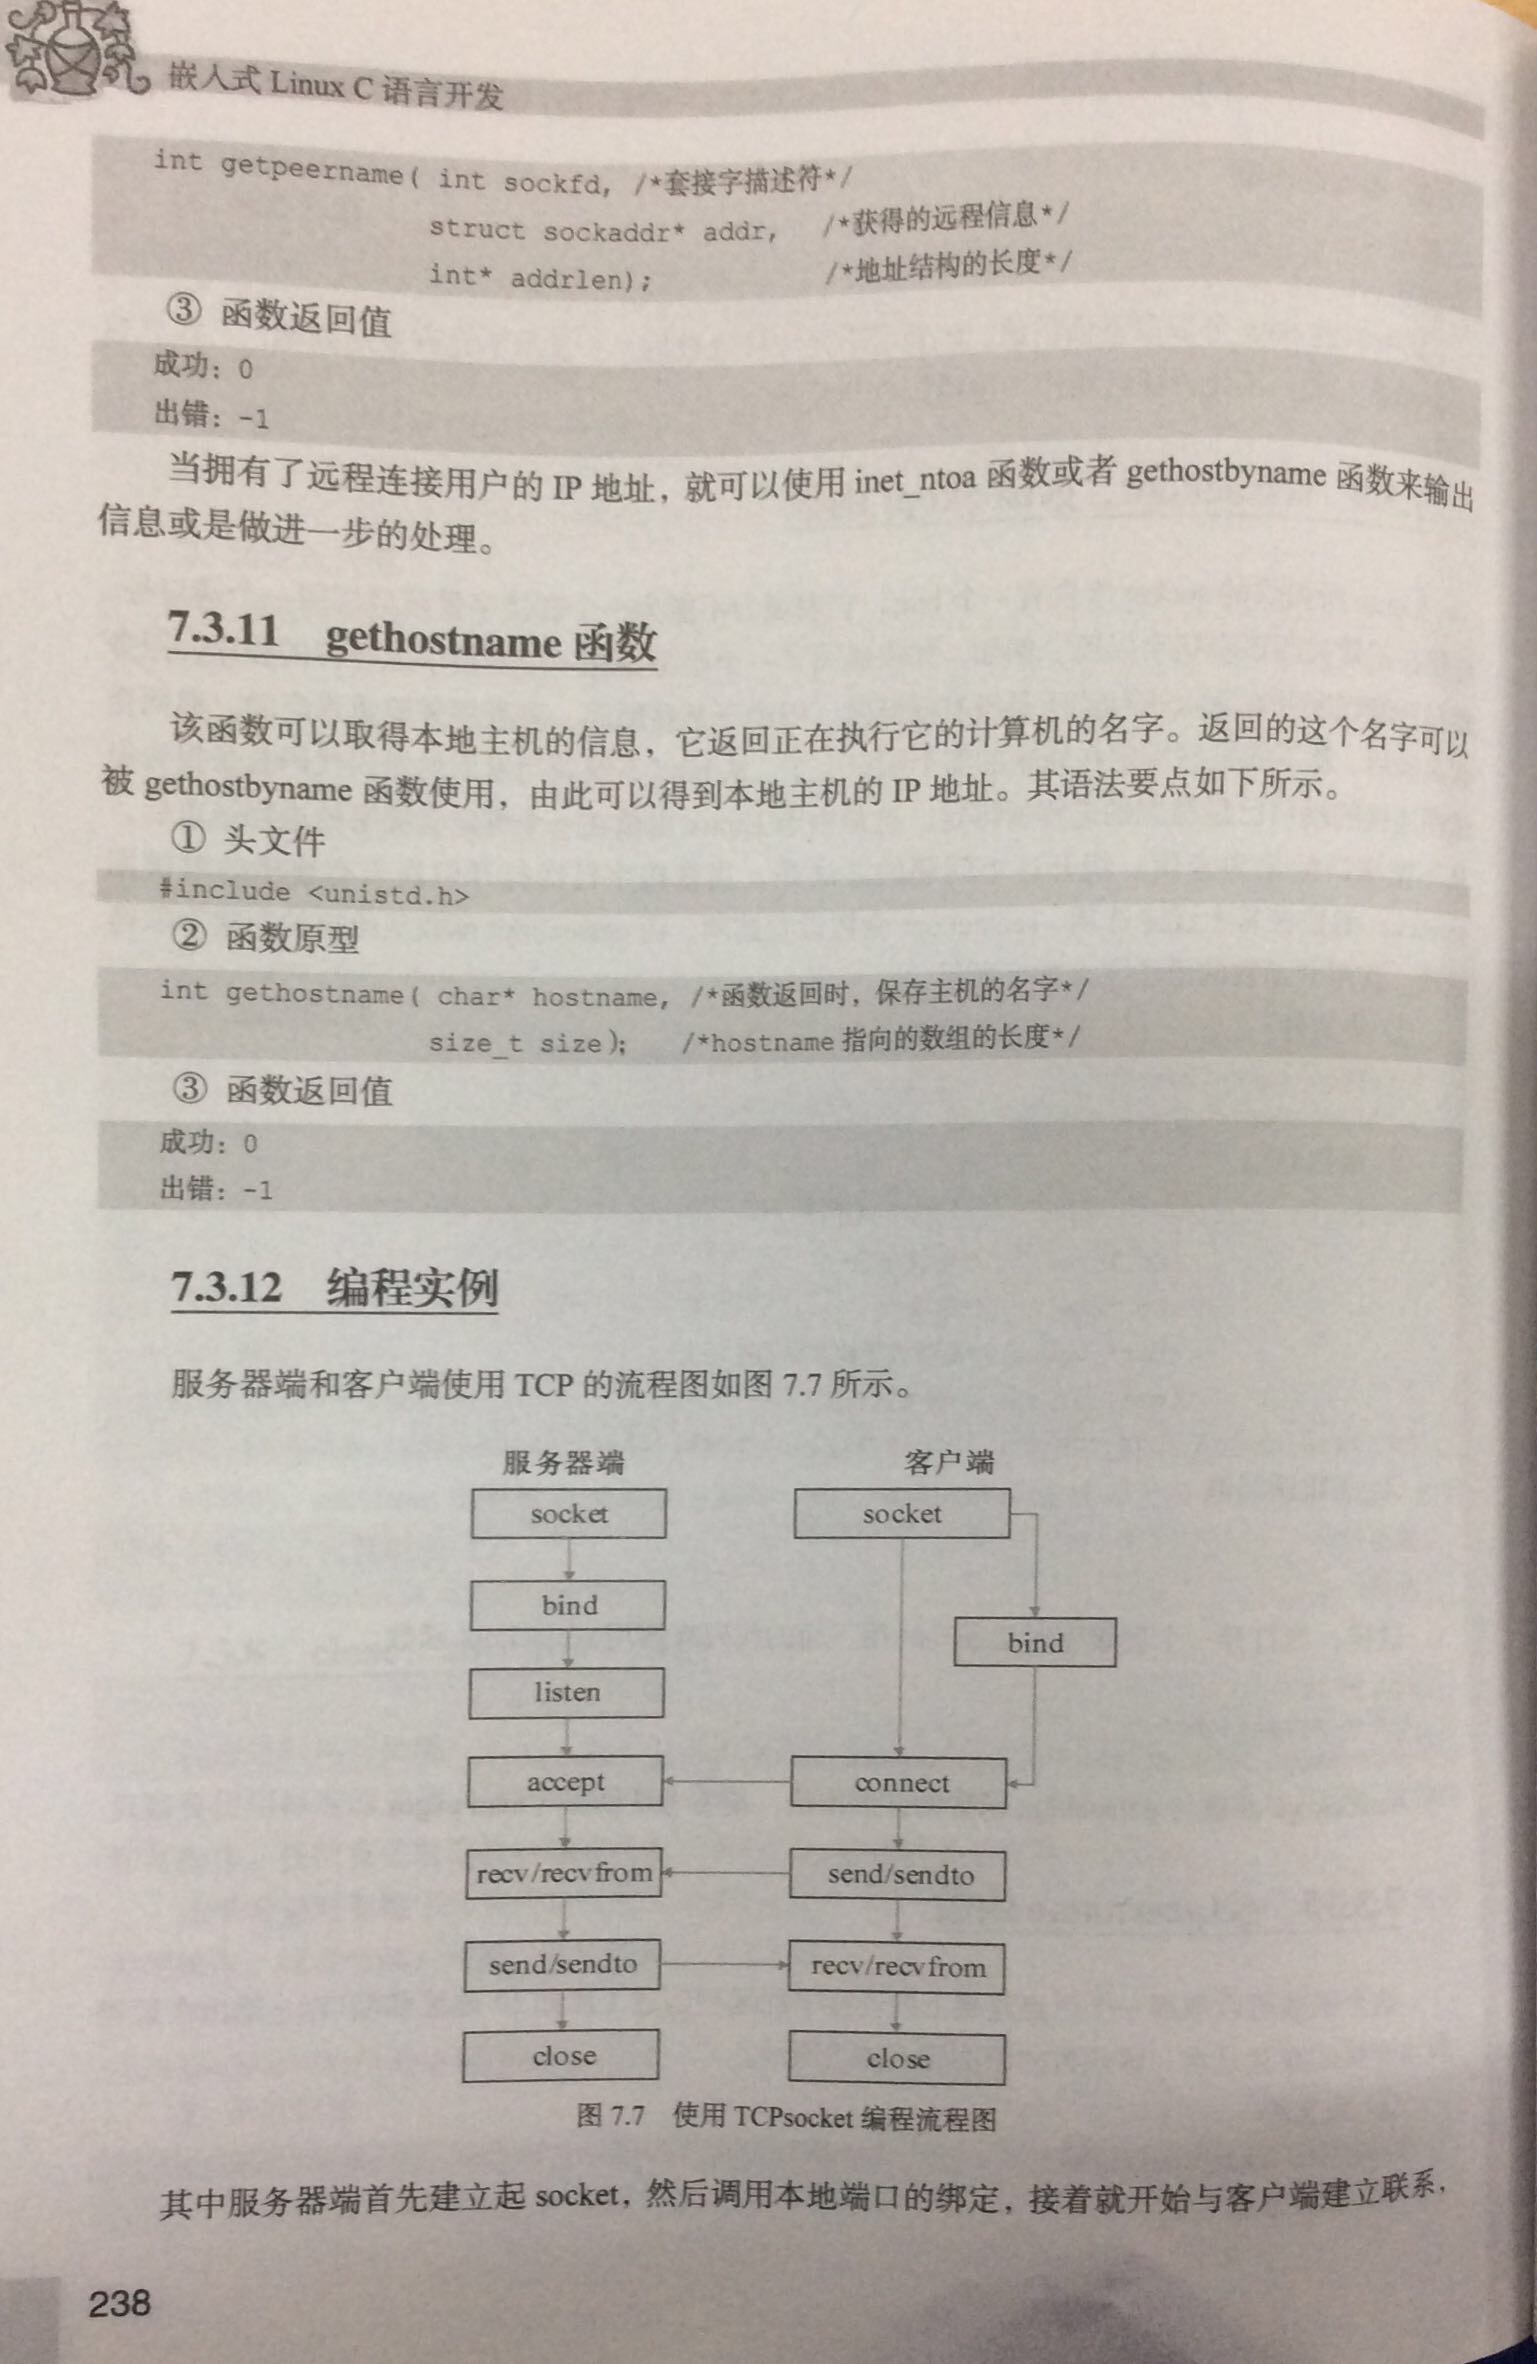 嵌入式 Linux C 语言开发
int getpeername( int sockfd, /*套接字描述符*/
struct sockaddr* addr, /*获得的远程信息*/
int* addrlen); /*地址结构的长度*/
③ 函数返回值
成功：0
出错：-1
当拥有了远程连接用户的 IP 地址，就可以使用 inet_ntoa 函数或者 gethostbyname 函数来输出
信息或是做进一步的处理。
7.3.11 gethostname 函数
该函数可以取得本地主机的信息，它返回正在执行它的计算机的名字。返回的这个名字可以
被 gethostbyname 函数使用，由此可以得到本地主机的 IP 地址。其语法要点如下所示。
① 头文件
#include <unistd.h>
② 函数原型
int gethostname( char* hostname, /*函数返回时，保存主机的名字*/
size_t size); /*hostname 指向的数组的长度*/
③ 函数返回值
成功：0
出错：-1
7.3.12 编程实例
服务器端和客户端使用 TCP 的流程图如图 7.7 所示。
服务器端 客户端
socket socket
bind
bind
listen
accept connect
recv/recvfrom send/sendto
send/sendto recv/recvfrom
close close
图 7.7 使用 TCPsocket 编程流程图
其中服务器端首先建立起 socket，然后调用本地端口的绑定，接着就开始与客户端建立联系，
238